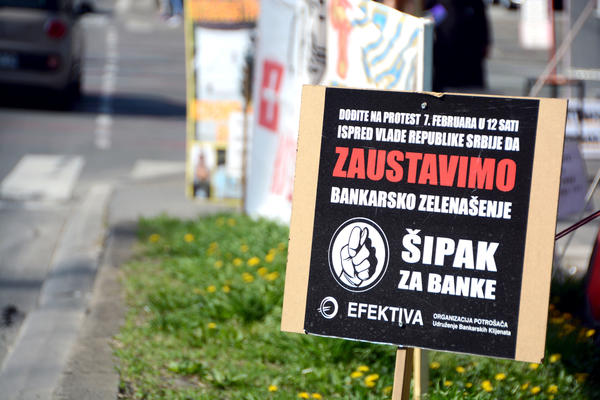 DOĐITE NA PROTEST 7. FEBRUARA U 12 SATI
ISPRED VLADE REPUBLIKE SRBIJE DA
ZAUSTAVIMO
BANKARSKO ZELENAŠENJE
ŠIPAK
ZA BANKE
EFEKTIVA
ORGANIZACIJA POTROŠAČA
Udruženje Bankarskih Klijenata